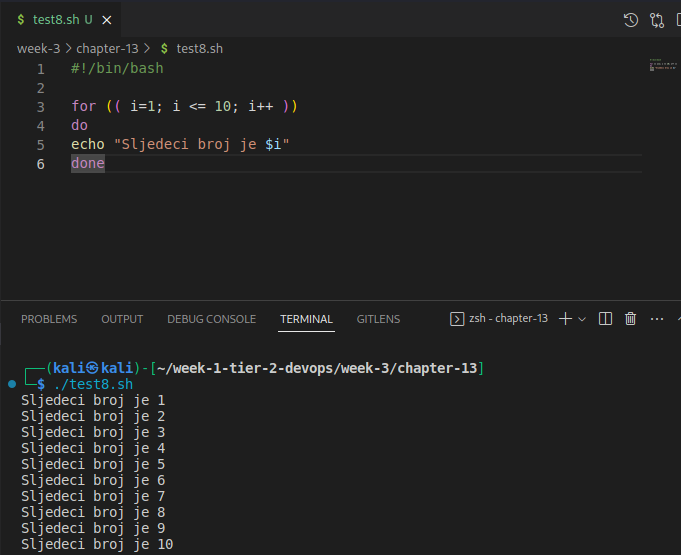 $ test8.sh U ×
week-3 > chapter-13 > $ test8.sh
1 #!/bin/bash
2
3 for (( i=1; i <= 10; i++ ))
4 do
5 echo "Sljedeci broj je $i"
6 done
PROBLEMS OUTPUT DEBUG CONSOLE TERMINAL GITLENS zsh - chapter-13
┌──(kali㉿kali)-[~/week-1-tier-2-devops/week-3/chapter-13]
└─$ ./test8.sh
Sljedeci broj je 1
Sljedeci broj je 2
Sljedeci broj je 3
Sljedeci broj je 4
Sljedeci broj je 5
Sljedeci broj je 6
Sljedeci broj je 7
Sljedeci broj je 8
Sljedeci broj je 9
Sljedeci broj je 10